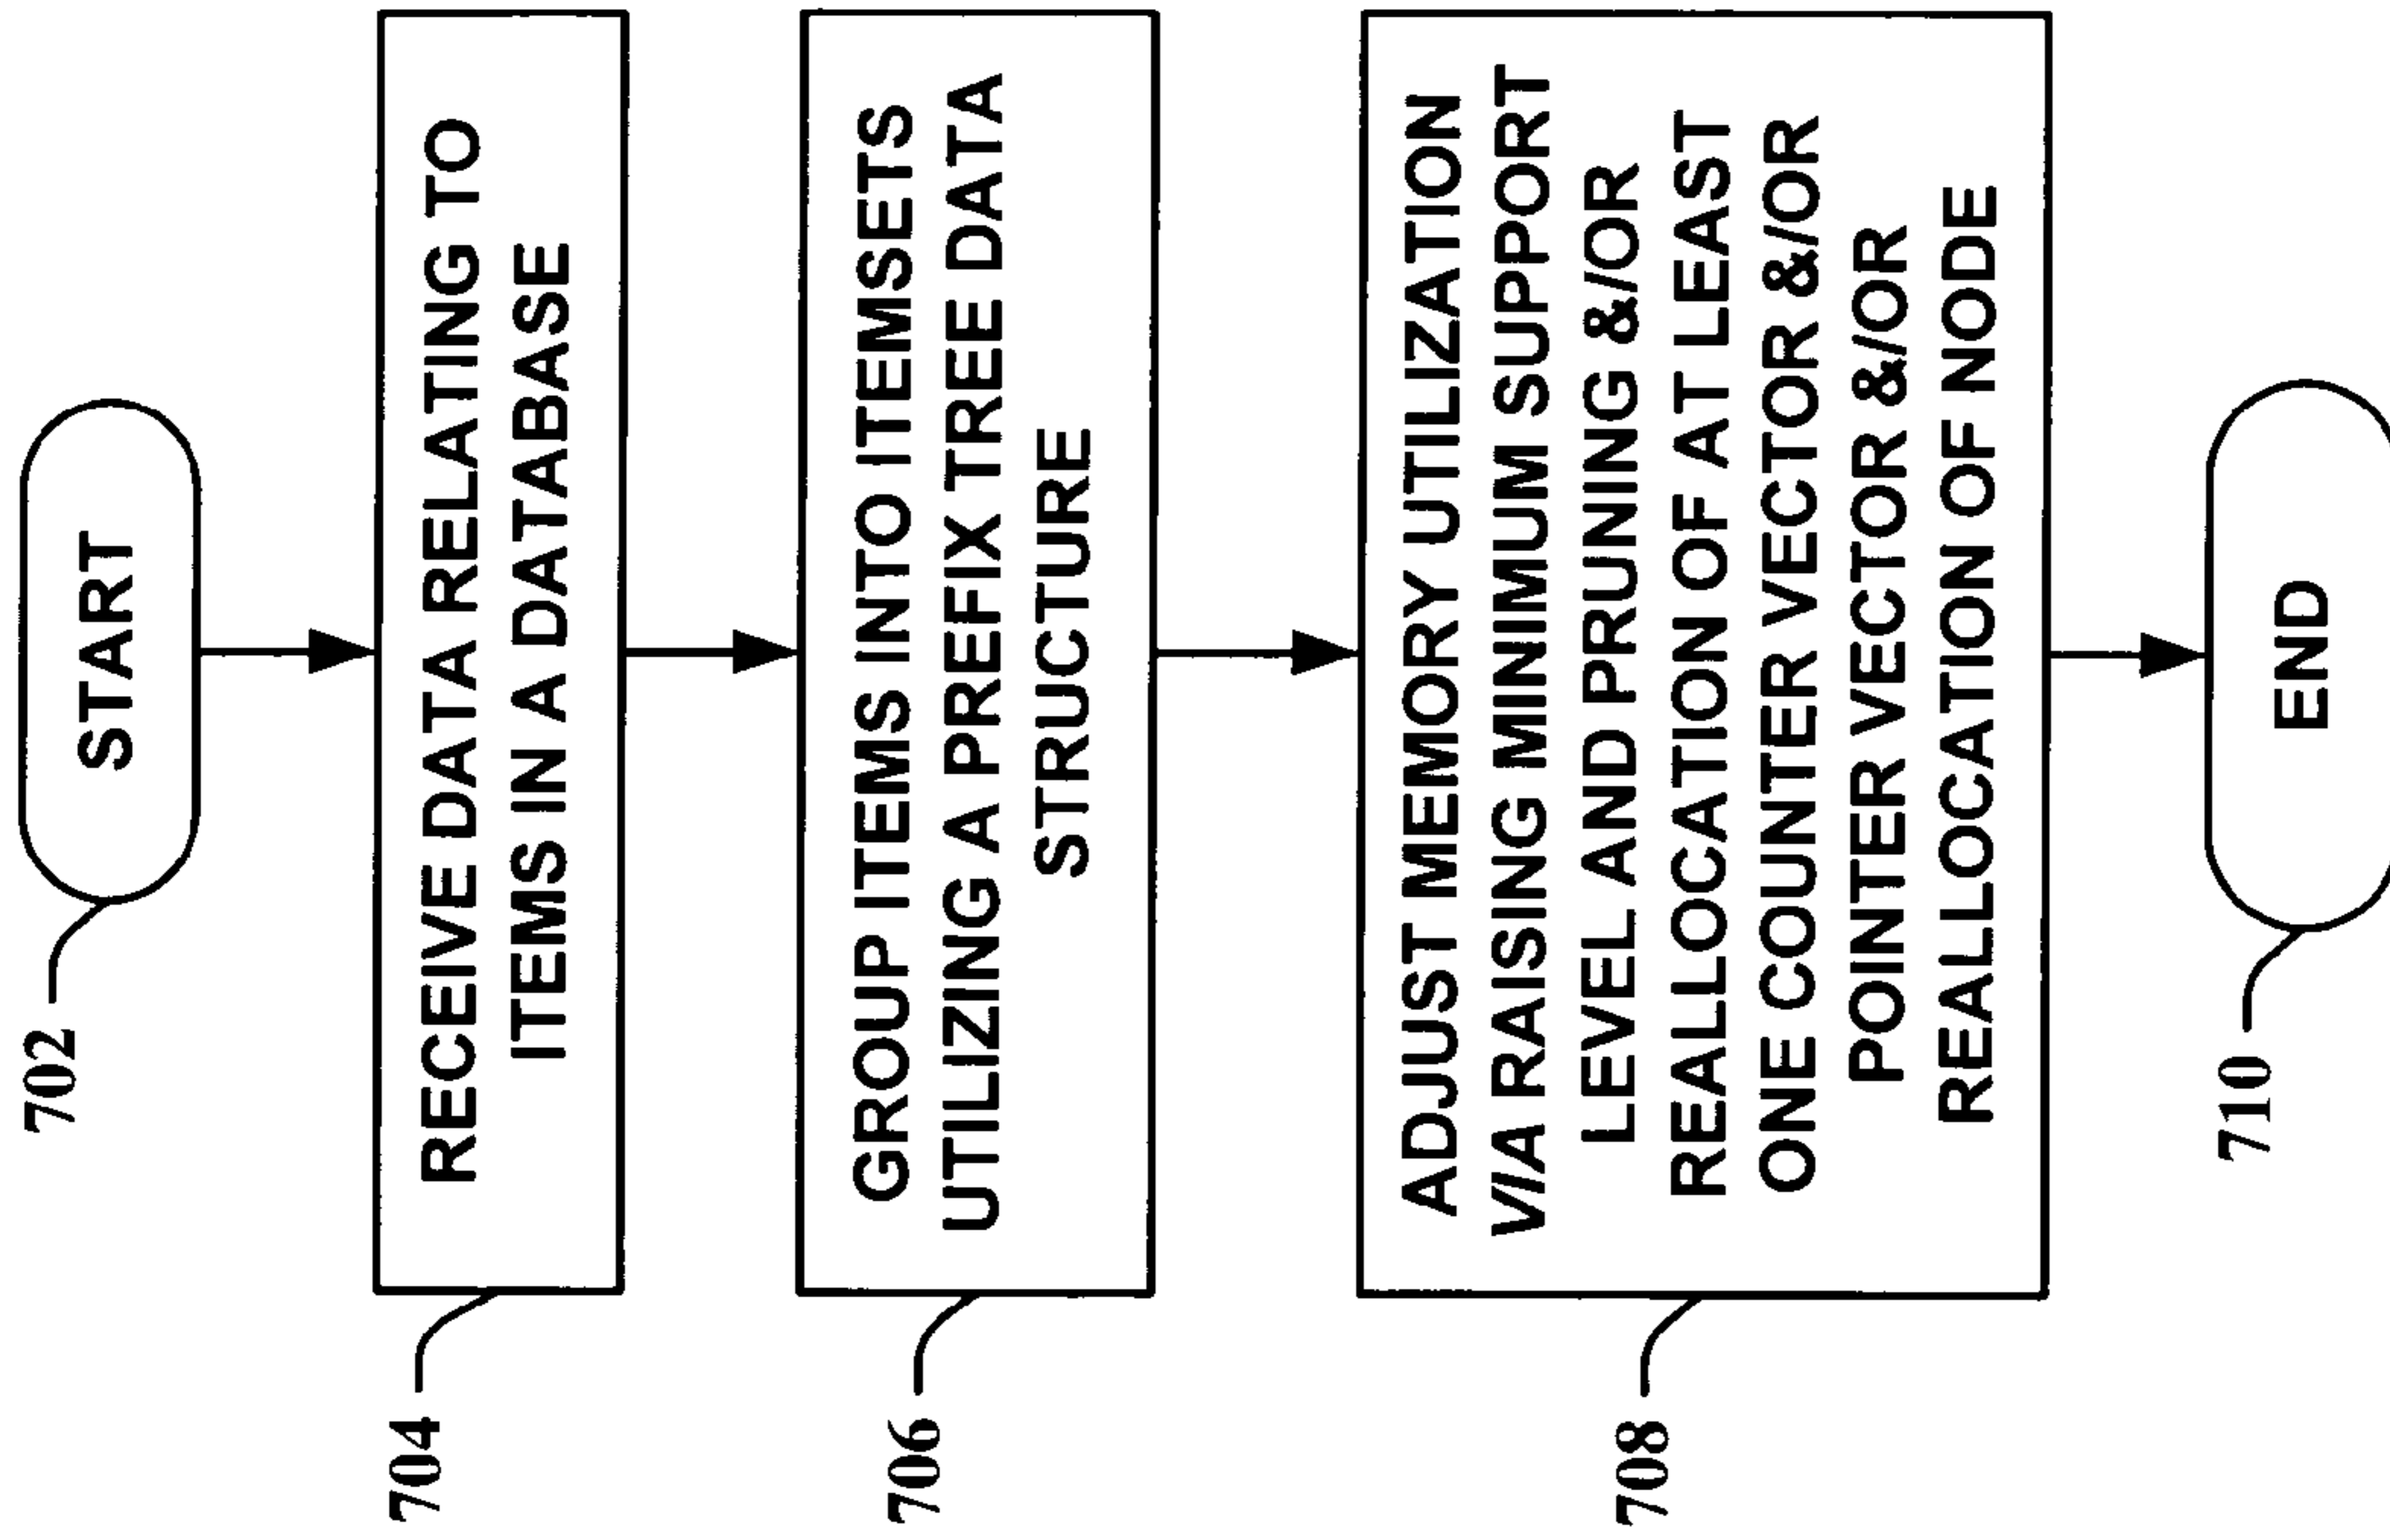 START
702
RECEIVE DATA RELATING TO
ITEMS IN A DATABASE
704
GROUP ITEMS INTO ITEMSETS
UTILIZING A PREFIX TREE DATA
STRUCTURE
706
ADJUST MEMORY UTILIZATION
VIA RAISING MINIMUM SUPPORT
LEVEL AND PRUNING &/OR
REALLOCATION OF AT LEAST
ONE COUNTER VECTOR &/OR
POINTER VECTOR &/OR
REALLOCATION OF NODE
708
END
710